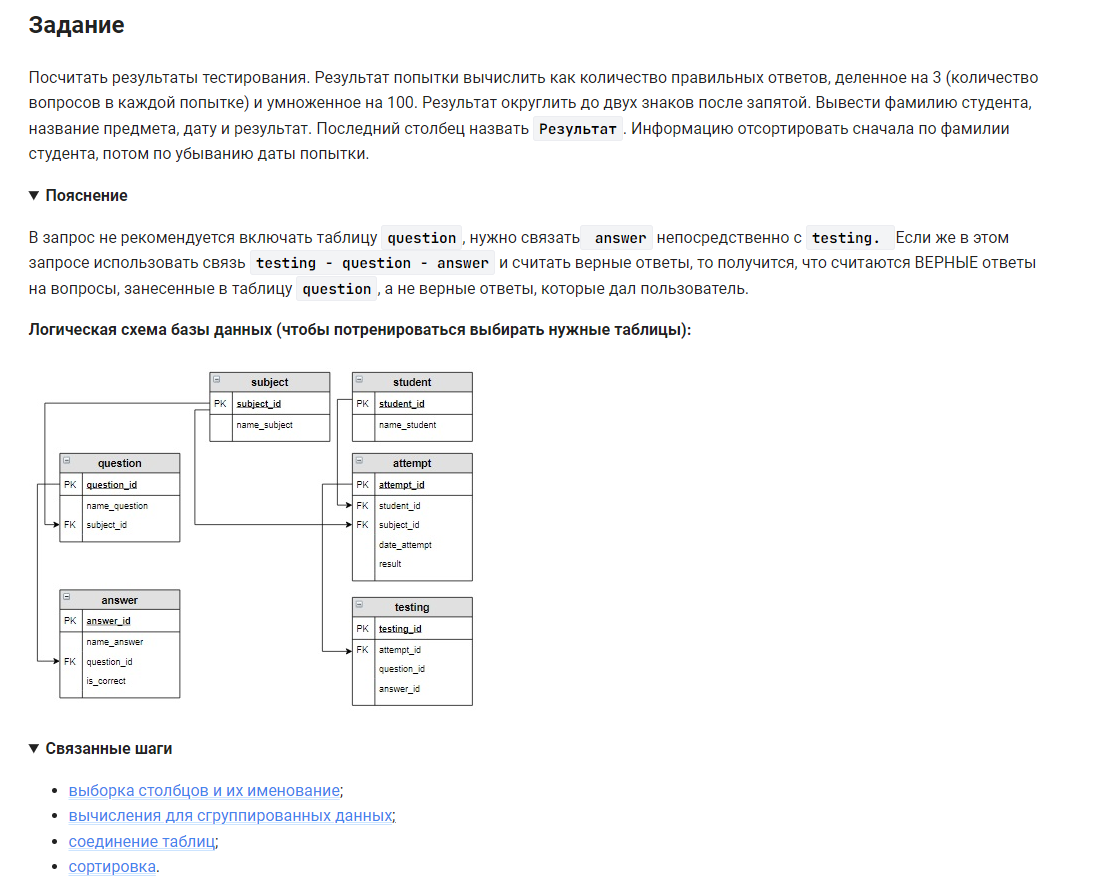 Задание
Посчитать результаты тестирования. Результат попытки вычислить как количество правильных ответов, деленное на 3 (количество
вопросов в каждой попытке) и умноженное на 100. Результат округлить до двух знаков после запятой. Вывести фамилию студента,
название предмета, дату и результат. Последний столбец назвать Результат. Информацию отсортировать сначала по фамилии
студента, потом по убыванию даты попытки.
Пояснение
В запрос не рекомендуется включать таблицу question, нужно связать answer непосредственно с testing. Если же в этом
запросе использовать связь testing - question - answer и считать верные ответы, то получится, что считаются ВЕРНЫЕ ответы
на вопросы, занесенные в таблицу question, а не верные ответы, которые дал пользователь.
Логическая схема базы данных (чтобы потренироваться выбирать нужные таблицы):
subject
PK subject_id
name_subject
student
PK student_id
name_student
question
PK question_id
name_question
FK subject_id
attempt
PK attempt_id
FK student_id
FK subject_id
date_attempt
result
answer
PK answer_id
name_answer
FK question_id
is_correct
testing
PK testing_id
FK attempt_id
question_id
answer_id
Связанные шаги
• выборка столбцов и их именование;
• вычисления для сгруппированных данных;
• соединение таблиц;
• сортировка.